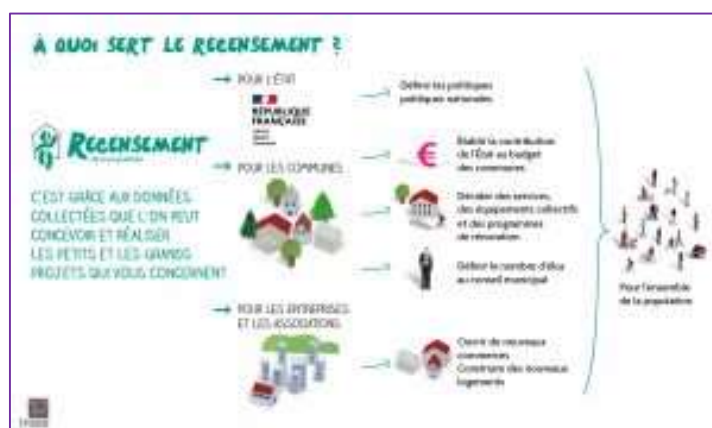 À QUOI SERT LE RECENSEMENT ?
RECENSEMENT
C'EST GRÂCE AUX DONNÉES
COLLECTÉES QUE L'ON PEUT
CONCEVOIR ET RÉALISER
LES PETITS ET LES GRANDS
PROJETS QUI VOUS CONCERNENT
POUR L'ÉTAT
RÉPUBLIQUE
FRANÇAISE
Définir les politiques
politiques nationales
POUR LES COMMUNES
€
Établir la contribution
de l'État au budget
des communes
Décider des services,
des équipements collectifs
et des programmes
de rénovation
Définir le nombre d'élus
au conseil municipal
POUR LES ENTREPRISES
ET LES ASSOCIATIONS
Ouvrir de nouveaux
commerces
Construire des nouveaux
logements
Pour l'ensemble
de la population